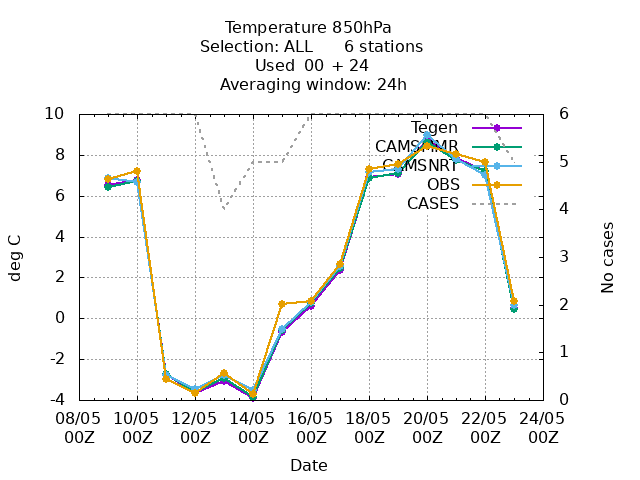 Temperature 850hPa
Selection: ALL 6 stations
Used 00 + 24
Averaging window: 24h
10
8
6
4
2
0
-2
-4
deg C
6
5
4
3
2
1
0
No cases
Tegen
CAMSMMR
CAMSNRT
OBS
CASES
08/05 10/05 12/05 14/05 16/05 18/05 20/05 22/05 24/05
00Z 00Z 00Z 00Z 00Z 00Z 00Z 00Z 00Z
Date